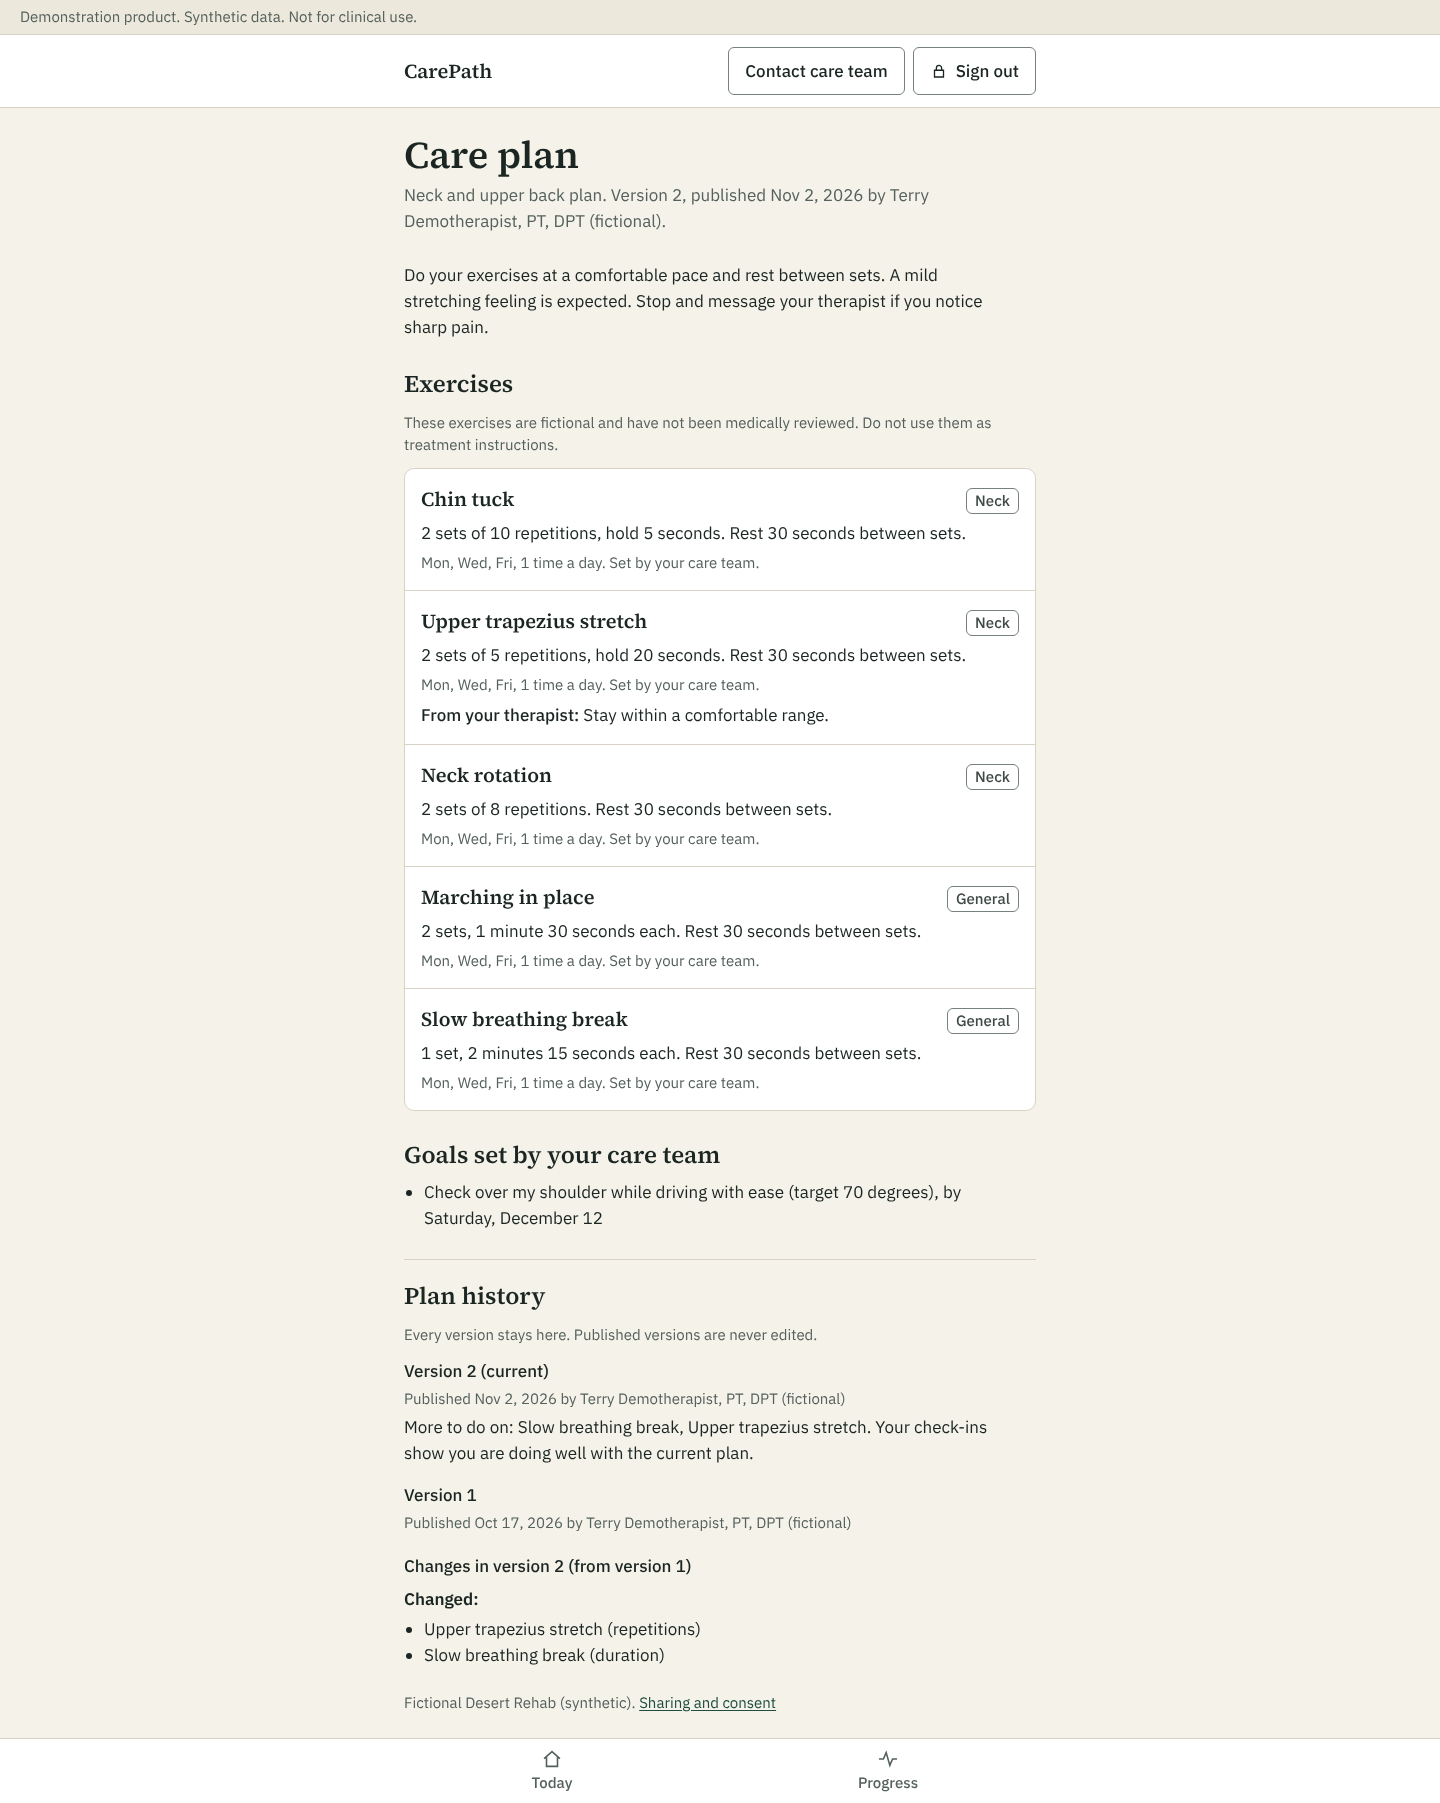 Demonstration product. Synthetic data. Not for clinical use.
CarePath
Contact care team
Sign out
Care plan
Neck and upper back plan. Version 2, published Nov 2, 2026 by Terry
Demotherapist, PT, DPT (fictional).
Do your exercises at a comfortable pace and rest between sets. A mild
stretching feeling is expected. Stop and message your therapist if you notice
sharp pain.
Exercises
These exercises are fictional and have not been medically reviewed. Do not use them as
treatment instructions.
Chin tuck
Neck
2 sets of 10 repetitions, hold 5 seconds. Rest 30 seconds between sets.
Mon, Wed, Fri, 1 time a day. Set by your care team.
Upper trapezius stretch
Neck
2 sets of 5 repetitions, hold 20 seconds. Rest 30 seconds between sets.
Mon, Wed, Fri, 1 time a day. Set by your care team.
From your therapist: Stay within a comfortable range.
Neck rotation
Neck
2 sets of 8 repetitions. Rest 30 seconds between sets.
Mon, Wed, Fri, 1 time a day. Set by your care team.
Marching in place
General
2 sets, 1 minute 30 seconds each. Rest 30 seconds between sets.
Mon, Wed, Fri, 1 time a day. Set by your care team.
Slow breathing break
General
1 set, 2 minutes 15 seconds each. Rest 30 seconds between sets.
Mon, Wed, Fri, 1 time a day. Set by your care team.
Goals set by your care team
• Check over my shoulder while driving with ease (target 70 degrees), by
Saturday, December 12
Plan history
Every version stays here. Published versions are never edited.
Version 2 (current)
Published Nov 2, 2026 by Terry Demotherapist, PT, DPT (fictional)
More to do on: Slow breathing break, Upper trapezius stretch. Your check-ins
show you are doing well with the current plan.
Version 1
Published Oct 17, 2026 by Terry Demotherapist, PT, DPT (fictional)
Changes in version 2 (from version 1)
Changed:
• Upper trapezius stretch (repetitions)
• Slow breathing break (duration)
Fictional Desert Rehab (synthetic). Sharing and consent
Today
Progress